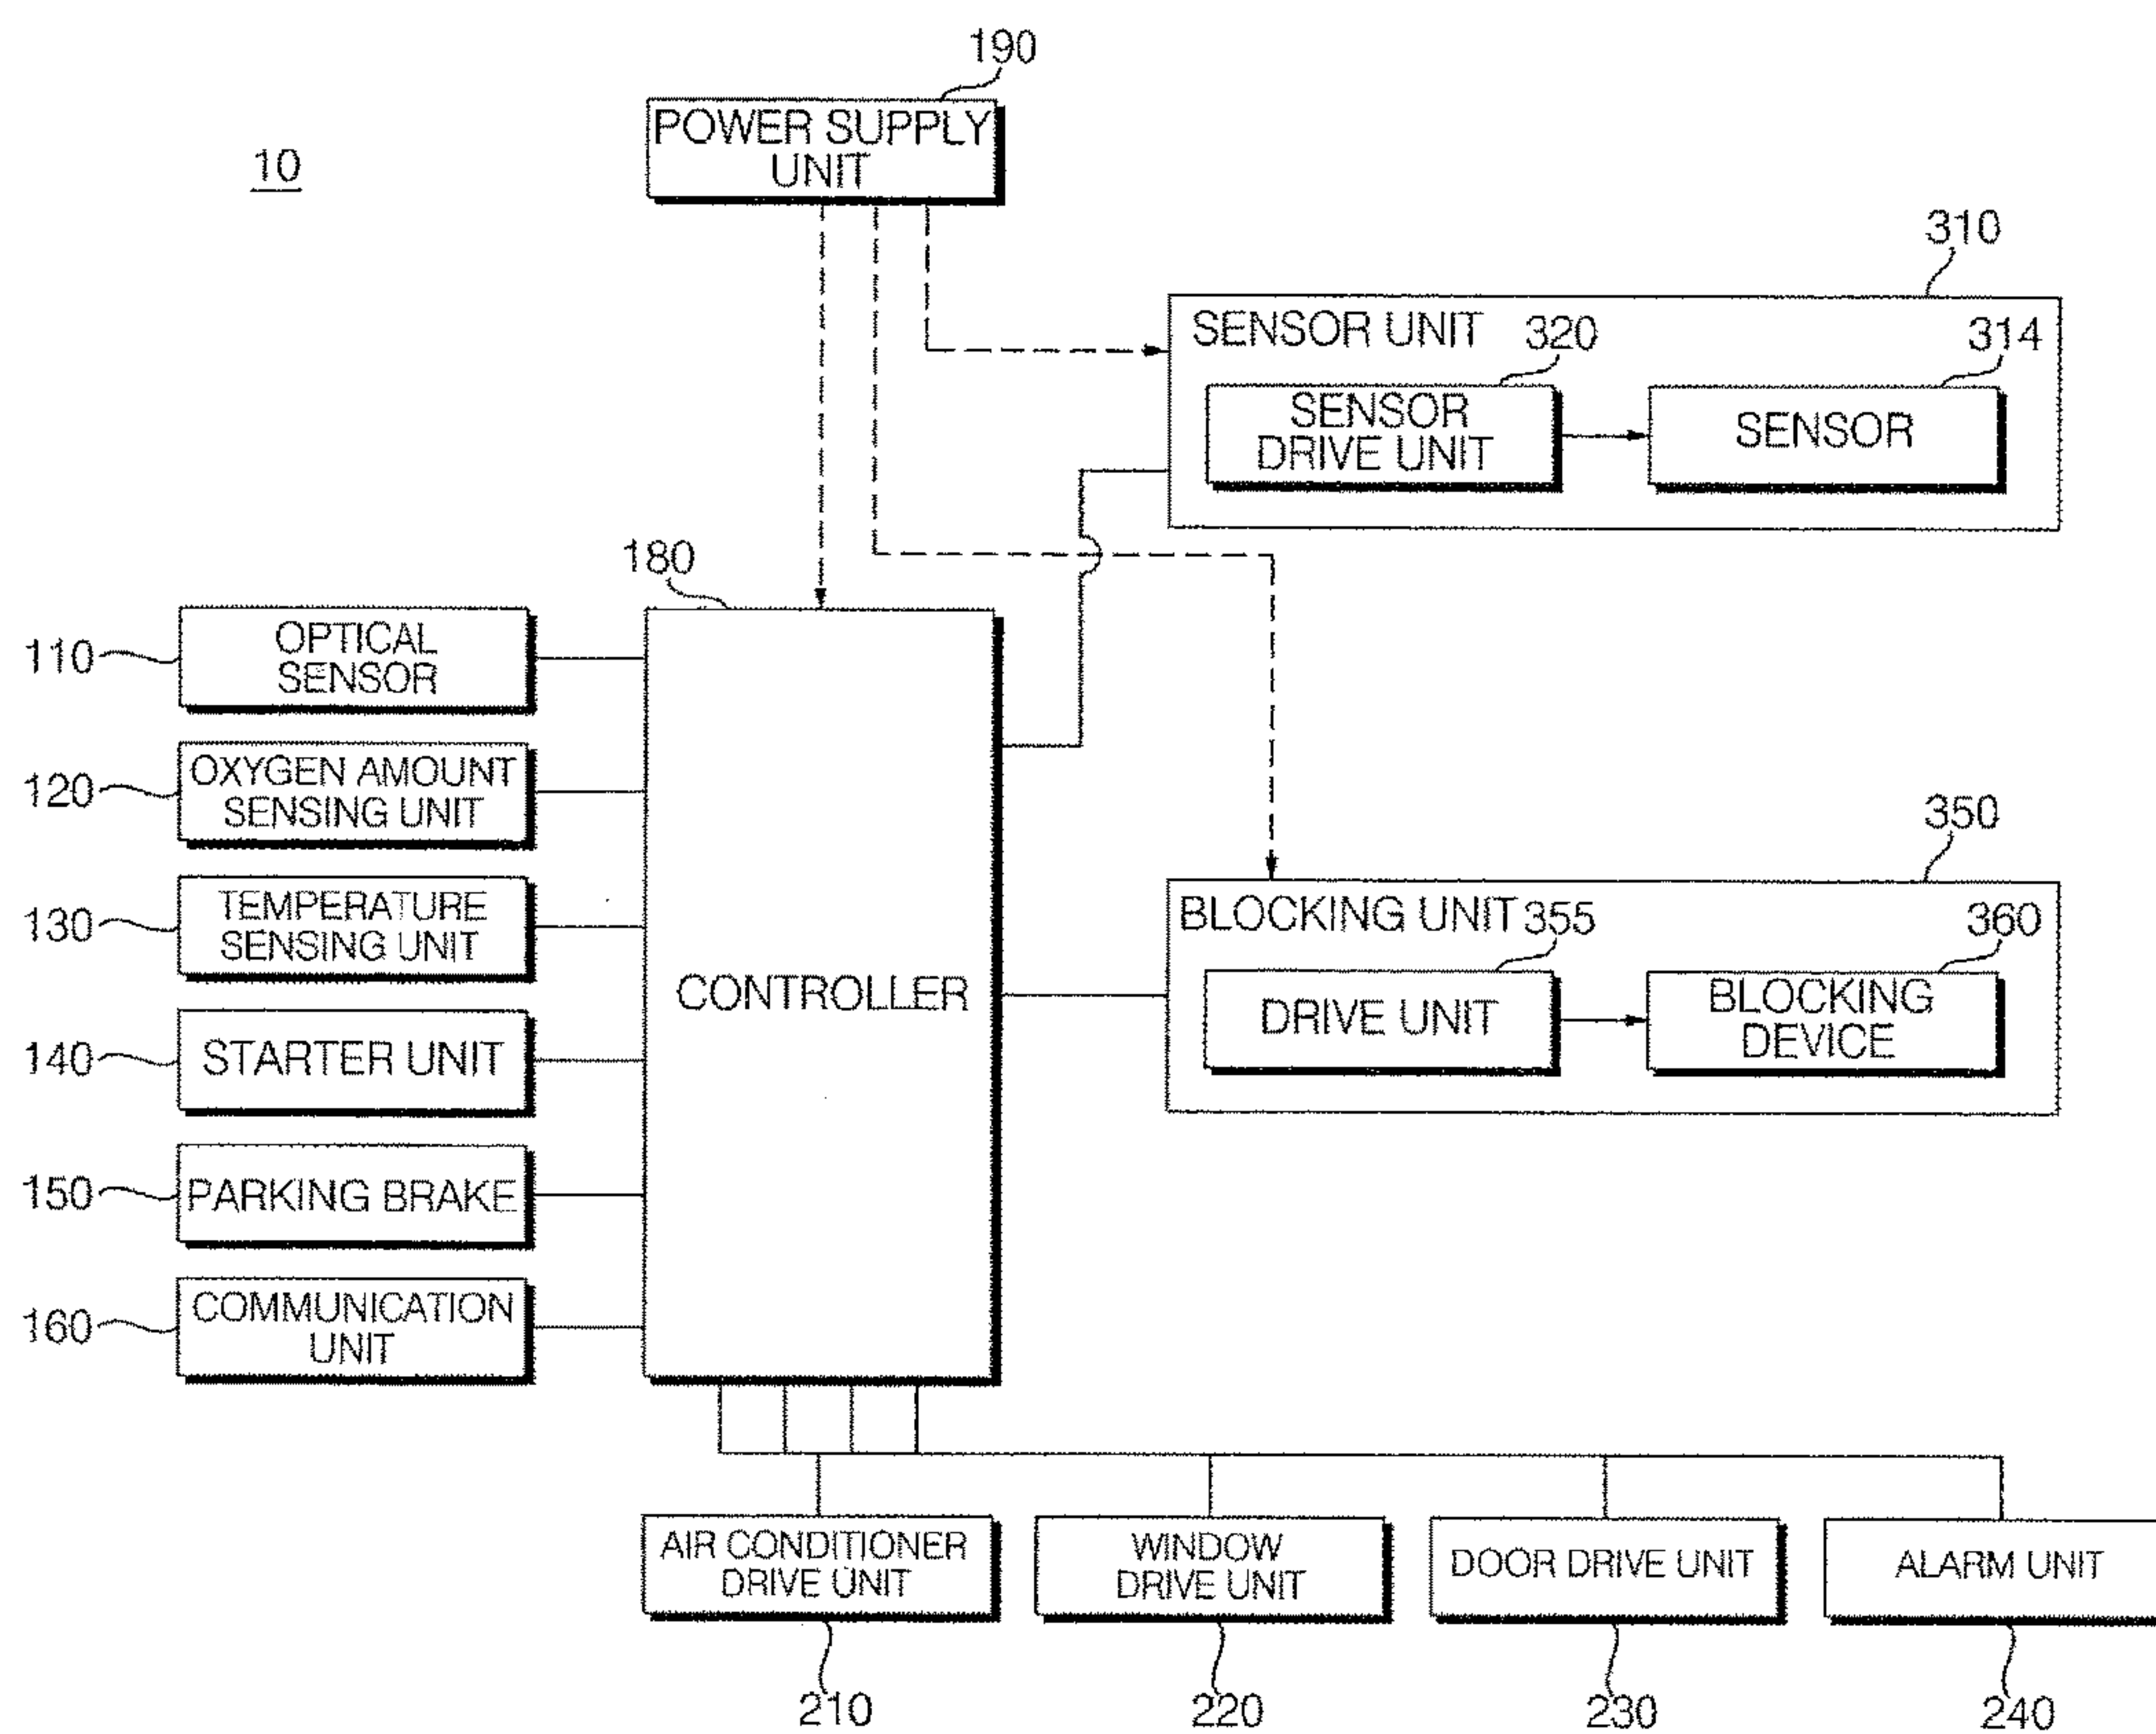 190
POWER SUPPLY
UNIT
10
310
SENSOR UNIT
320
314
SENSOR
DRIVE UNIT
SENSOR
180
CONTROLLER
110
OPTICAL
SENSOR
120
OXYGEN AMOUNT
SENSING UNIT
130
TEMPERATURE
SENSING UNIT
140
STARTER UNIT
150
PARKING BRAKE
160
COMMUNICATION
UNIT
350
BLOCKING UNIT
355
360
DRIVE UNIT
BLOCKING
DEVICE
AIR CONDITIONER
DRIVE UNIT
WINDOW
DRIVE UNIT
DOOR DRIVE UNIT
ALARM UNIT
210
220
230
240